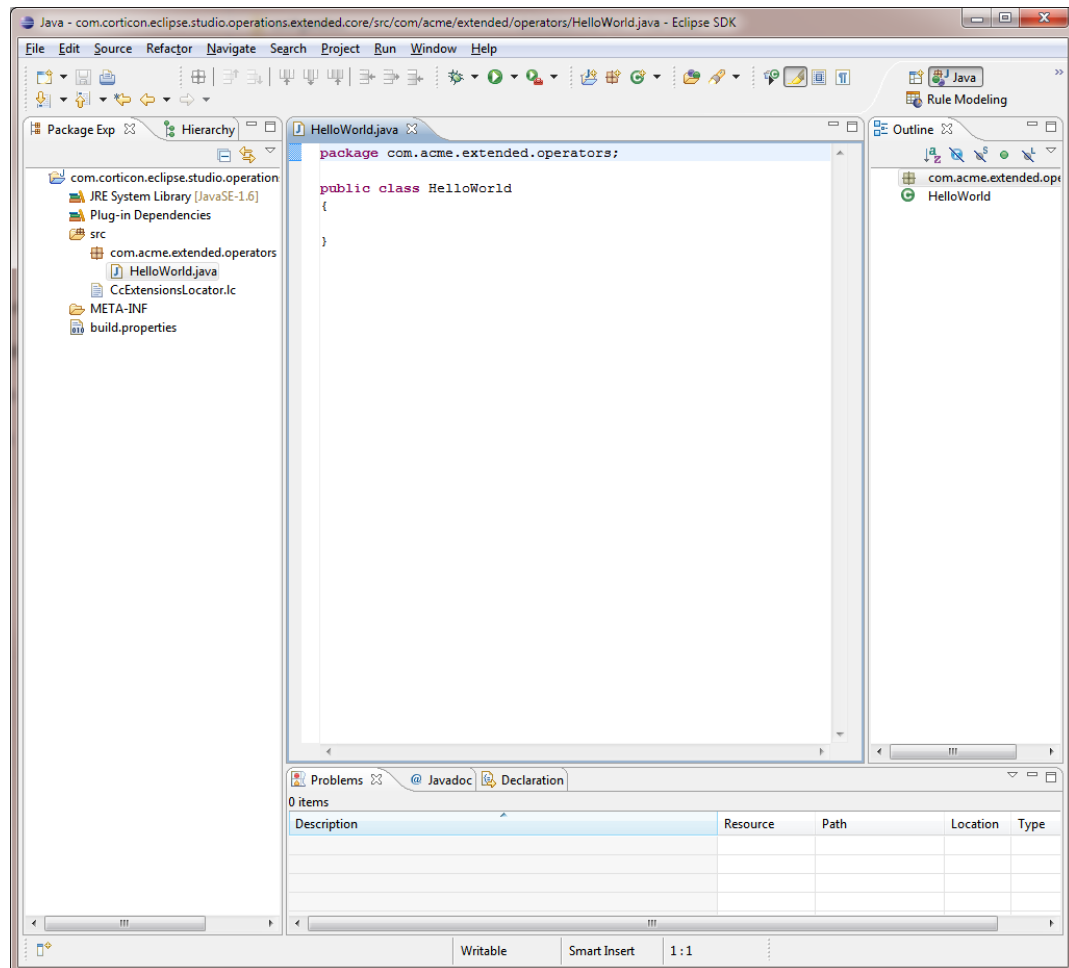 Java - com.corticon.eclipse.studio.operations.extended.core/src/com/acme/extended/operators/HelloWorld.java - Eclipse SDK
File Edit Source Refactor Navigate Search Project Run Window Help
Java
Rule Modeling
Package Exp
Hierarchy
HelloWorld.java
Outline
com.corticon.eclipse.studio.operation
JRE System Library [JavaSE-1.6]
Plug-in Dependencies
src
com.acme.extended.operators
HelloWorld.java
CcExtensionsLocator.lc
META-INF
build.properties
package com.acme.extended.operators;
public class HelloWorld
{
}
com.acme.extended.ope
HelloWorld
Problems
@ Javadoc
Declaration
0 items
Description Resource Path Location Type
Writable Smart Insert 1:1